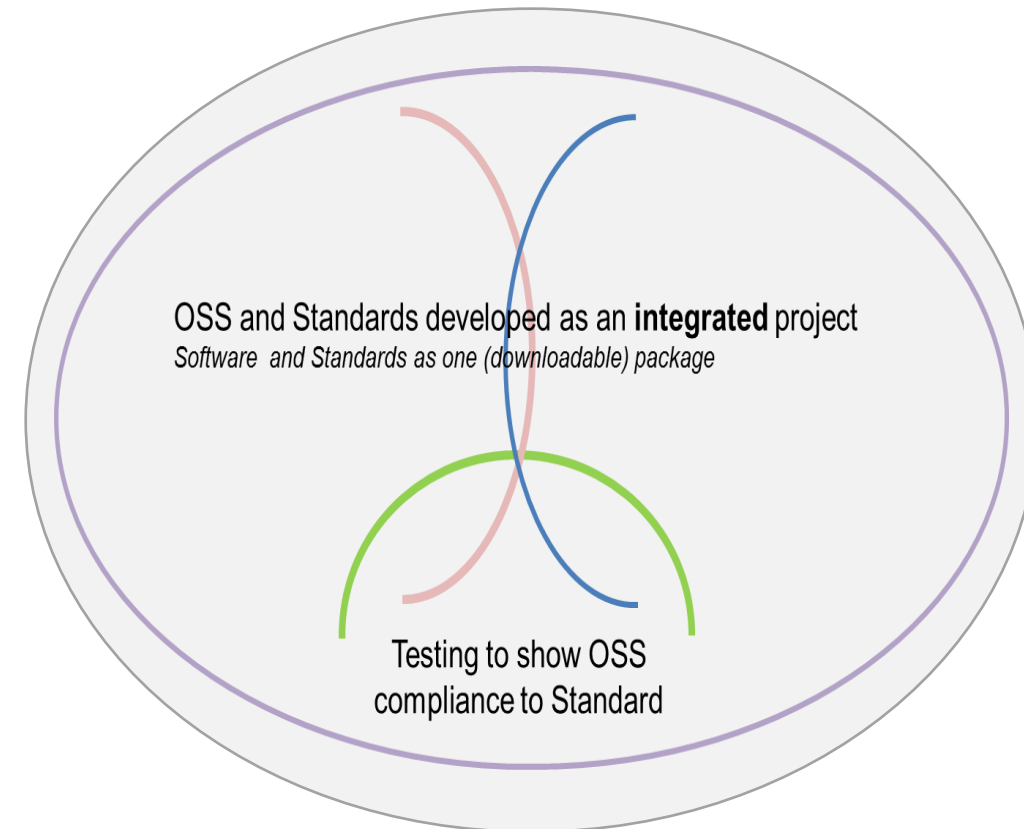 OSS and Standards developed as an integrated project
Software and Standards as one (downloadable) package
Testing to show OSS
compliance to Standard